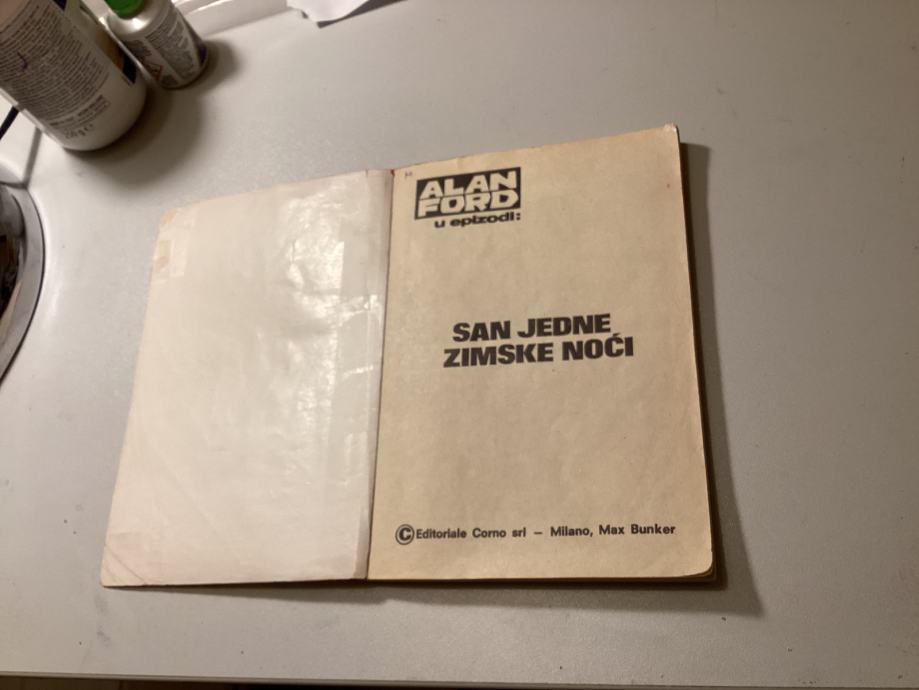 ALAN
FORD
u epizodi:
SAN JEDNE
ZIMSKE NOĆI
©Editoriale Corno srl — Milano, Max Bunker